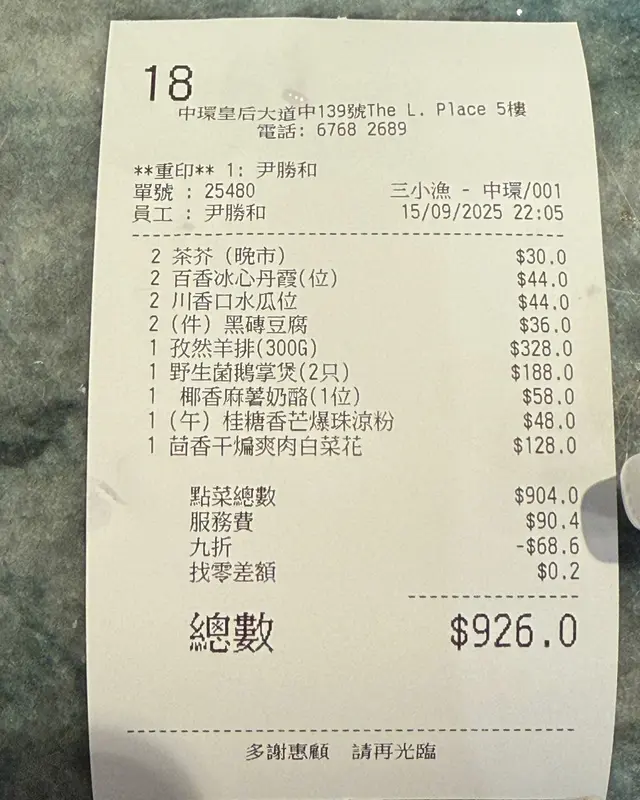 18
中環皇后大道中139號The L. Place 5樓
電話: 6768 2689
**重印** 1: 尹勝和
單號 : 25480 三小漁 - 中環/001
員工 : 尹勝和 15/09/2025 22:05
2 茶芥 (晚市) $30.0
2 百香冰心丹霞(位) $44.0
2 川香口水瓜位 $44.0
2 (件) 黑磚豆腐 $36.0
1 孜然羊排(300G) $328.0
1 野生菌鵝掌煲(2只) $188.0
1 椰香麻薯奶酪(1位) $58.0
1 (午) 桂糖香芒爆珠涼粉 $48.0
1 茴香干煸爽肉白菜花 $128.0
點菜總數 $904.0
服務費 $90.4
九折 -$68.6
找零差額 $0.2
總數 $926.0
多謝惠顧 請再光臨